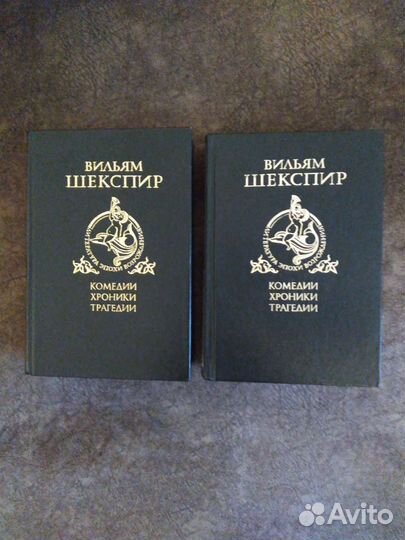 ВИЛЬЯМ
ШЕКСПИР
КОМЕДИИ
ХРОНИКИ
ТРАГЕДИИ
ВИЛЬЯМ
ШЕКСПИР
КОМЕДИИ
ХРОНИКИ
ТРАГЕДИИ
Avito